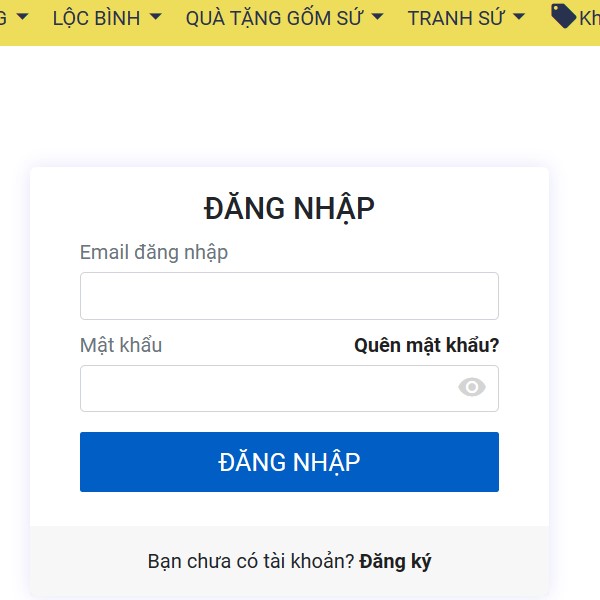 LỘC BÌNH QUÀ TẶNG GỐM SỨ TRANH SỨ
ĐĂNG NHẬP
Email đăng nhập
Mật khẩu Quên mật khẩu?
ĐĂNG NHẬP
Bạn chưa có tài khoản? Đăng ký